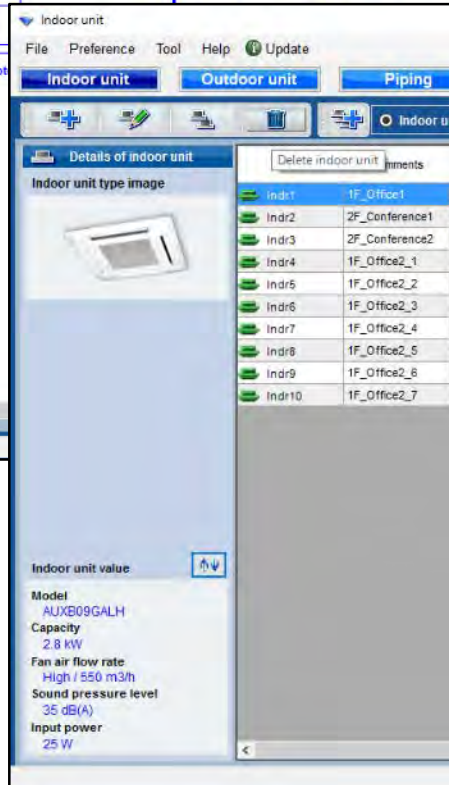 Indoor unit
File Preference Tool Help Update
Indoor unit Outdoor unit Piping
Indoor u
Details of indoor unit
Delete indoor unit mments
Indoor unit type image
Indr1 1F_Office1
Indr2 2F_Conference1
Indr3 2F_Conference2
Indr4 1F_Office2_1
Indr5 1F_Office2_2
Indr6 1F_Office2_3
Indr7 1F_Office2_4
Indr8 1F_Office2_5
Indr9 1F_Office2_6
Indr10 1F_Office2_7
Indoor unit value
Model
AUXB09GALH
Capacity
2.8 kW
Fan air flow rate
High / 550 m3/h
Sound pressure level
35 dB(A)
Input power
25 W